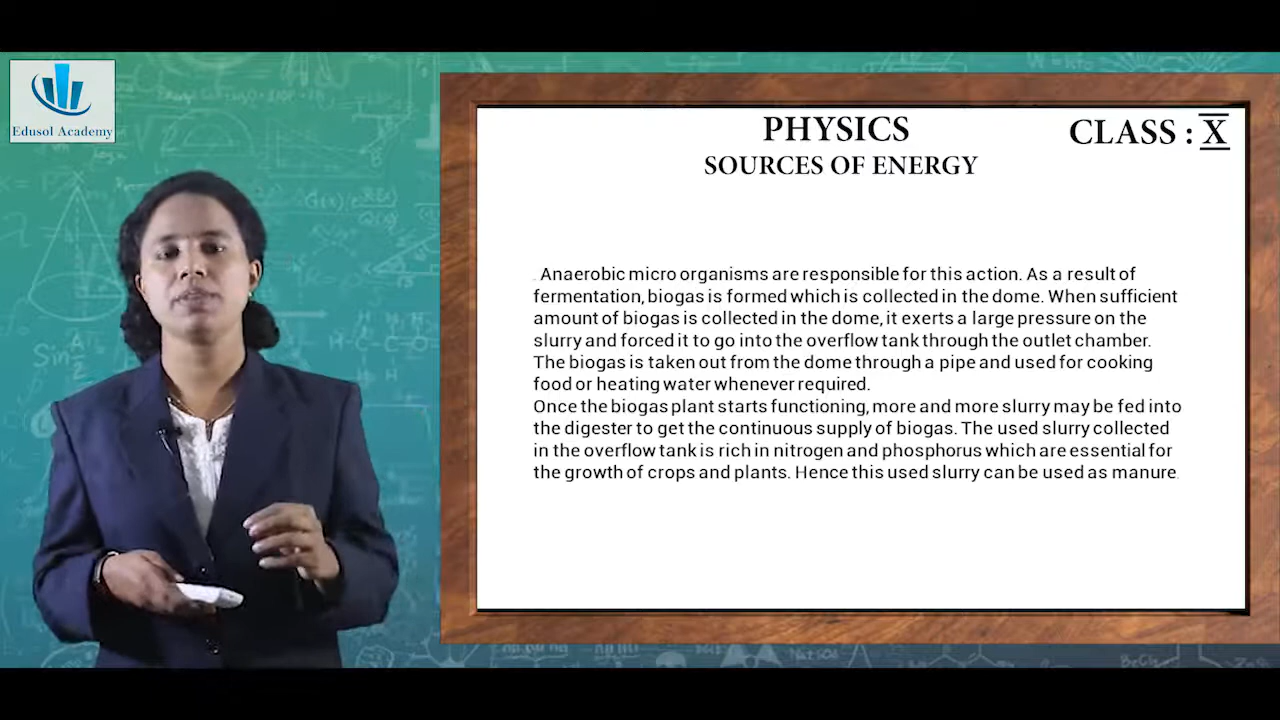 Edusol Academy
PHYSICS
CLASS : X
SOURCES OF ENERGY
Anaerobic micro organisms are responsible for this action. As a result of
fermentation, biogas is formed which is collected in the dome. When sufficient
amount of biogas is collected in the dome, it exerts a large pressure on the
slurry and forced it to go into the overflow tank through the outlet chamber.
The biogas is taken out from the dome through a pipe and used for cooking
food or heating water whenever required.
Once the biogas plant starts functioning, more and more slurry may be fed into
the digester to get the continuous supply of biogas. The used slurry collected
in the overflow tank is rich in nitrogen and phosphorus which are essential for
the growth of crops and plants. Hence this used slurry can be used as manure.